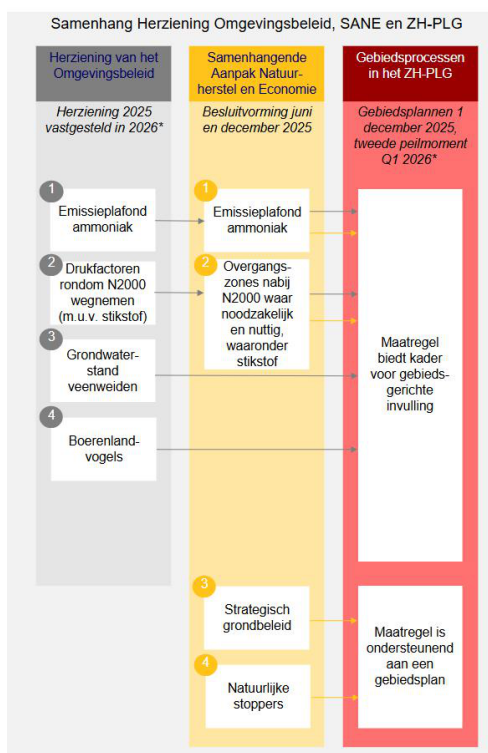 Samenhang Herziening Omgevingsbeleid, SANE en ZH-PLG
Herziening van het
Omgevingsbeleid
Herziening 2025
vastgesteld in 2026*
1
Emissieplafond
ammoniak
2
Drukfactoren
rondom N2000
wegnemen
(m.u.v. stikstof)
3
Grondwater-
stand
veenweiden
4
Boerenland-
vogels
Samenhangende
Aanpak Natuur-
herstel en Economie
Besluitvorming juni
en december 2025
1
Emissieplafond
ammoniak
2
Overgangs-
zones nabij
N2000 waar
noodzakelijk
en nuttig,
waaronder
stikstof
3
Strategisch
grondbeleid
4
Natuurlijke
stoppers
Gebiedsprocessen
in het ZH-PLG
Gebiedsplannen 1
december 2025,
tweede peilmoment
Q1 2026*
Maatregel
biedt kader
voor gebieds-
gerichte
invulling
Maatregel is
ondersteunend
aan een
gebiedsplan